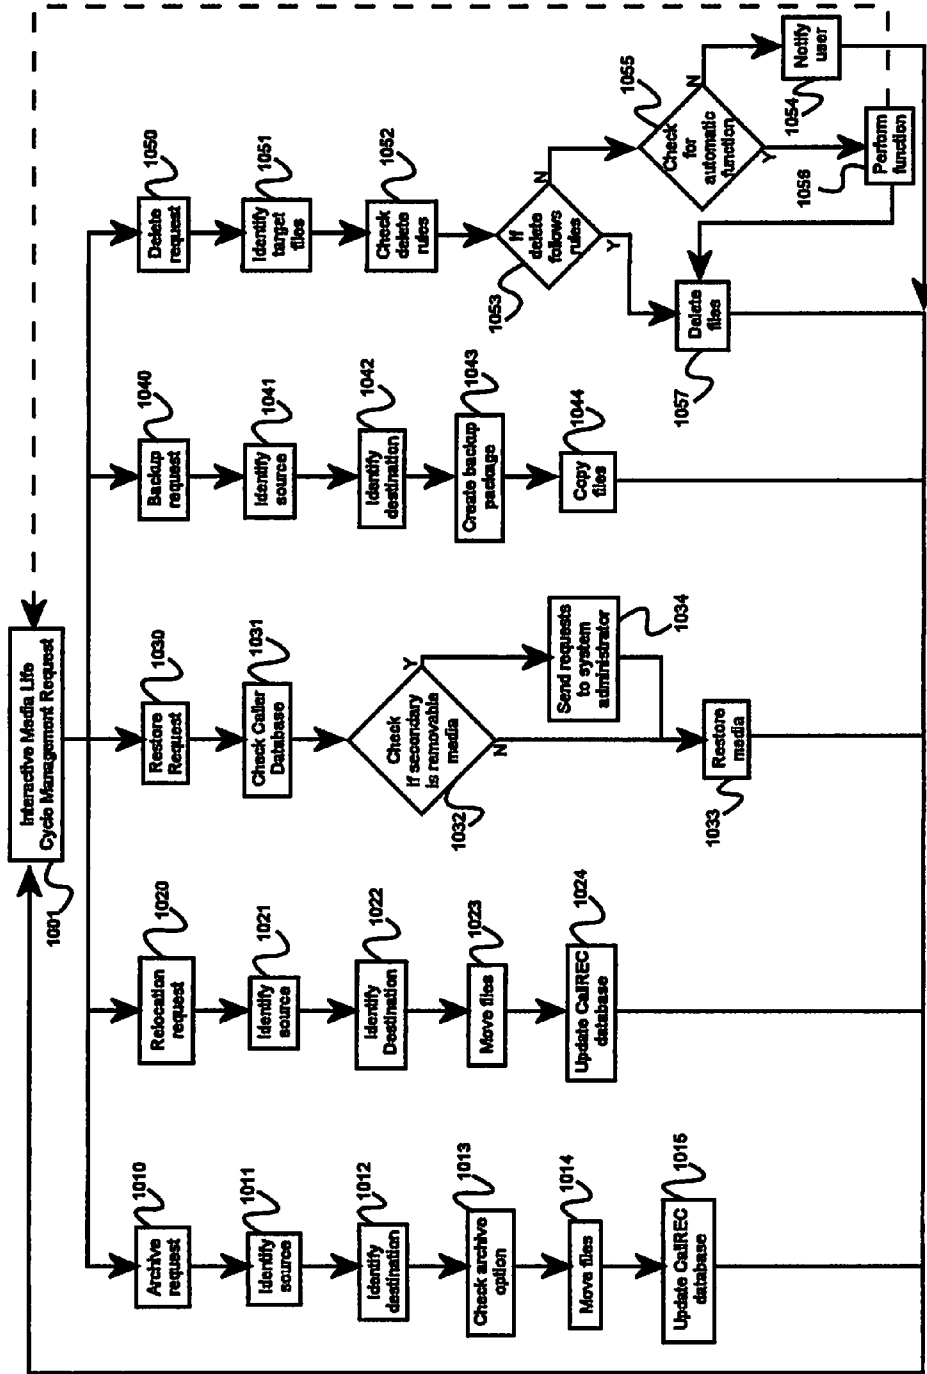 Interactive Media Life
Cycle Management Request
1001
Archive
request
1010
Identify
source
1011
Identify
destination
1012
Check archive
option
1013
Move files
1014
Update CallREC
database
1015
Relocation
request
1020
Identify
source
1021
Identify
Destination
1022
Move files
1023
Update CallREC
database
1024
Restore
Request
1030
Check Caller
Database
1031
Check
if secondary
is removable
media
1032
Y
N
Send requests
to system
administrator
1034
Restore
media
1033
Backup
request
1040
Identify
source
1041
Identify
destination
1042
Create backup
package
1043
Copy
files
1044
Delete
request
1050
Identify
target
files
1051
Check
delete
rules
1052
If
delete
follows
rules
1053
N
Y
Check
for
automatic
function
1055
N
Y
Notify
user
1054
Perform
function
1056
Delete
files
1057